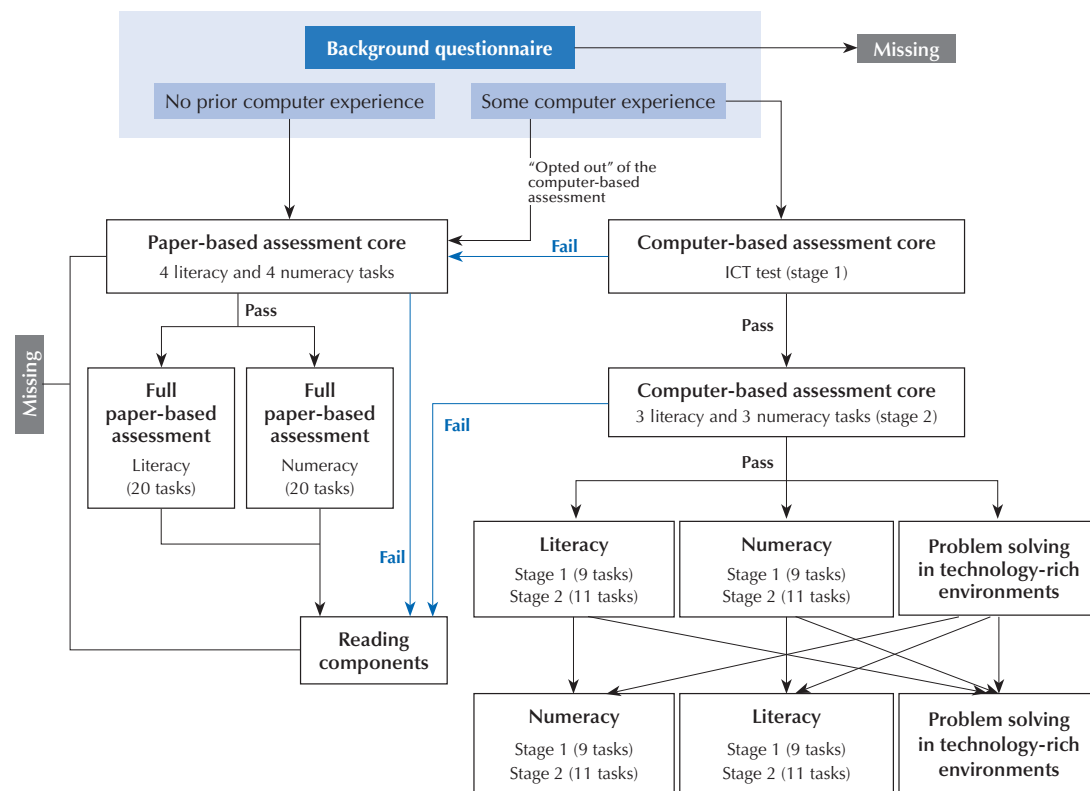 Background questionnaire
Missing
No prior computer experience
Some computer experience
“Opted out” of the
computer-based
assessment
Paper-based assessment core
4 literacy and 4 numeracy tasks
Fail
Computer-based assessment core
ICT test (stage 1)
Pass
Pass
Missing
Full
paper-based
assessment
Literacy
(20 tasks)
Full
paper-based
assessment
Numeracy
(20 tasks)
Computer-based assessment core
3 literacy and 3 numeracy tasks (stage 2)
Fail
Pass
Fail
Literacy
Stage 1 (9 tasks)
Stage 2 (11 tasks)
Numeracy
Stage 1 (9 tasks)
Stage 2 (11 tasks)
Problem solving
in technology-rich
environments
Reading
components
Numeracy
Stage 1 (9 tasks)
Stage 2 (11 tasks)
Literacy
Stage 1 (9 tasks)
Stage 2 (11 tasks)
Problem solving
in technology-rich
environments